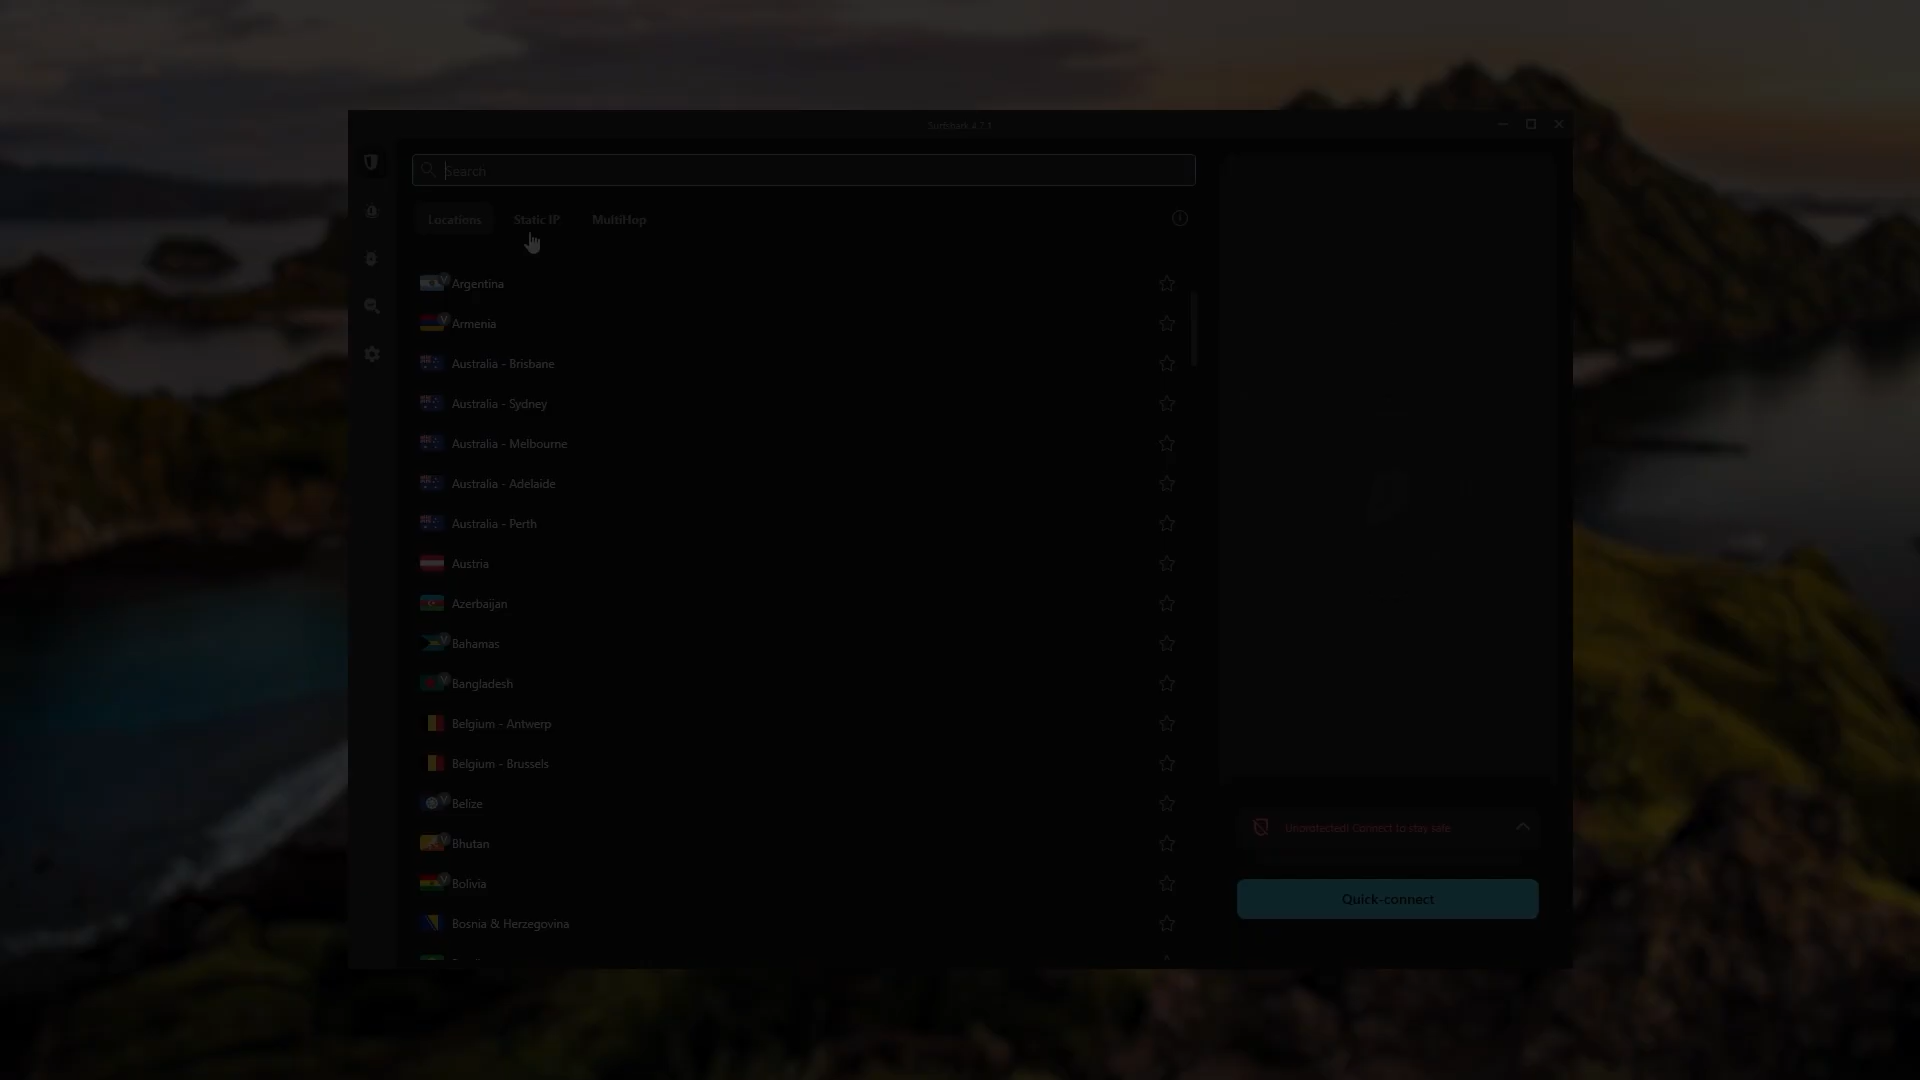 Surfshark 4.7.1
Search
Locations Static IP MultiHop
Argentina
Armenia
Australia - Brisbane
Australia - Sydney
Australia - Melbourne
Australia - Adelaide
Australia - Perth
Austria
Azerbaijan
Bahamas
Bangladesh
Belgium - Antwerp
Belgium - Brussels
Belize
Bhutan
Bolivia
Bosnia & Herzegovina
Unprotected! Connect to stay safe
Quick-connect